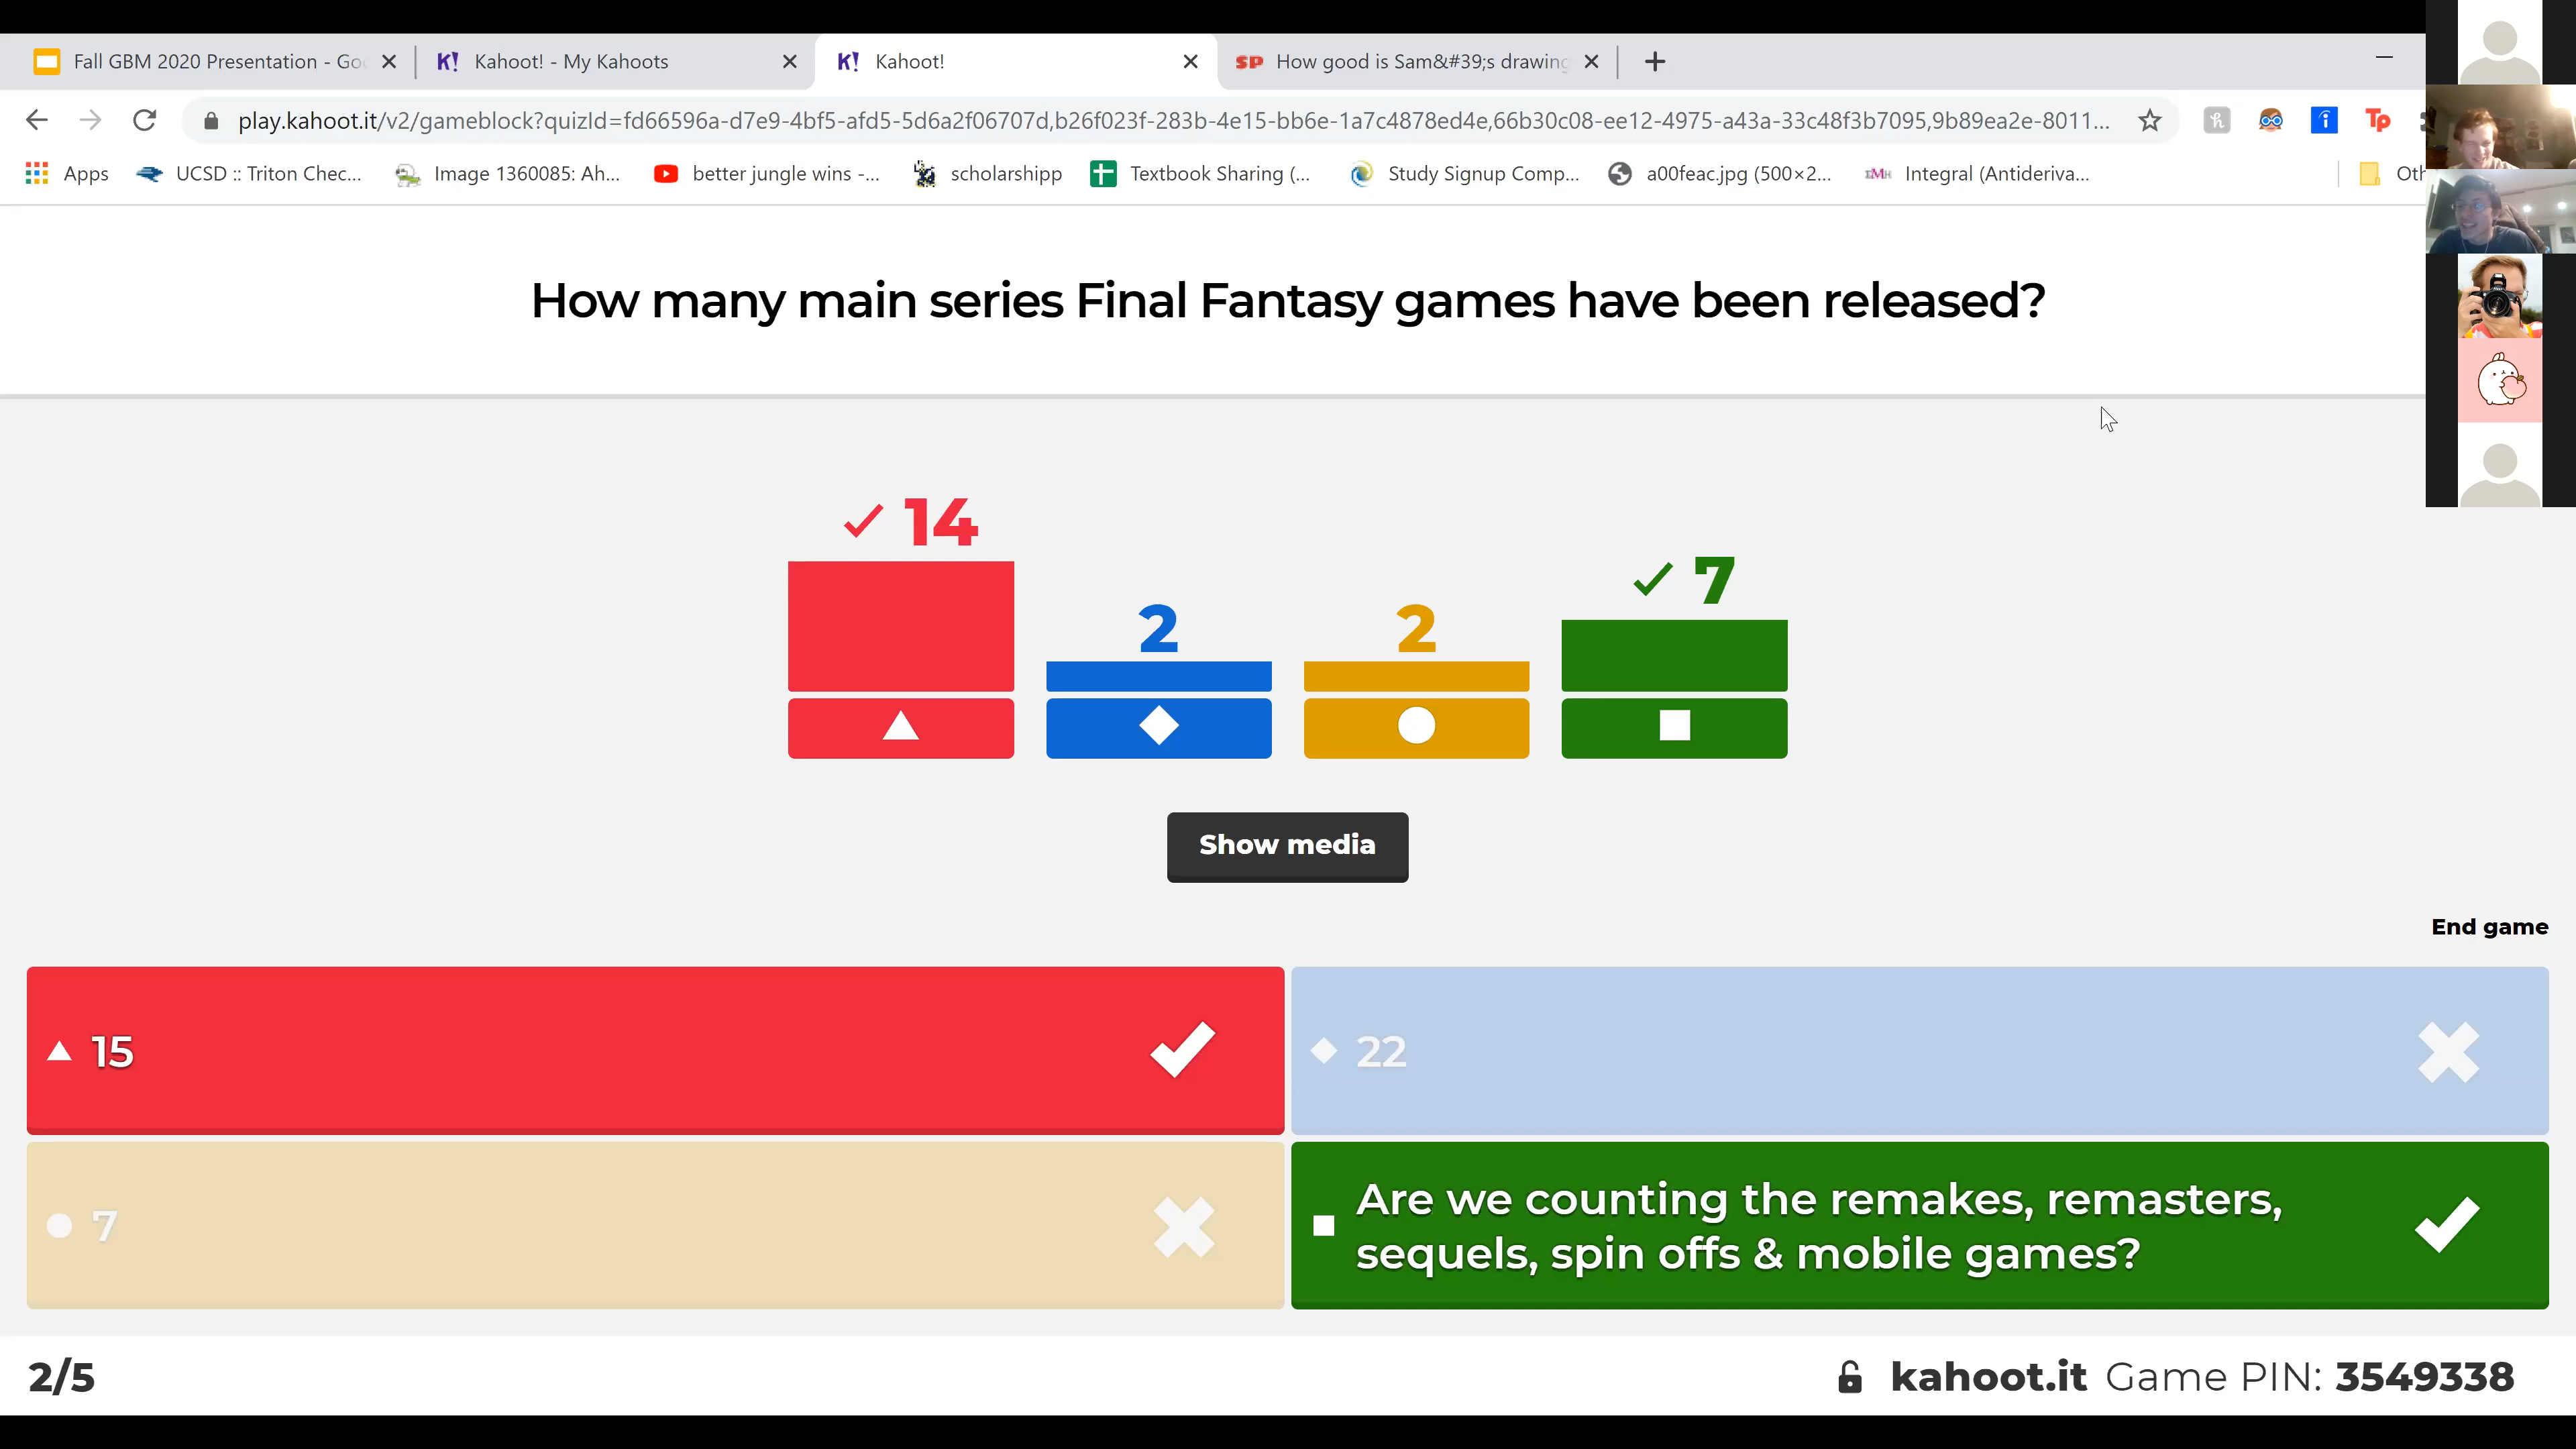 Fall GBM 2020 Presentation - Goo
K! Kahoot! - My Kahoots
K! Kahoot!
SP How good is Sam&#39;s drawing
play.kahoot.it/v2/gameblock?quizId=fd66596a-d7e9-4bf5-afd5-5d6a2f06707d,b26f023f-283b-4e15-bb6e-1a7c4878ed4e,66b30c08-ee12-4975-a43a-33c48f3b7095,9b89ea2e-8011...
Tp
Apps
UCSD :: Triton Chec...
Image 1360085: Ah...
better jungle wins -...
scholarshipp
Textbook Sharing (...
Study Signup Comp...
a00feac.jpg (500×2...
Integral (Antideriva...
Oth
How many main series Final Fantasy games have been released?
14
2
2
7
Show media
End game
15
22
7
Are we counting the remakes, remasters,
sequels, spin offs & mobile games?
2/5
kahoot.it Game PIN: 3549338